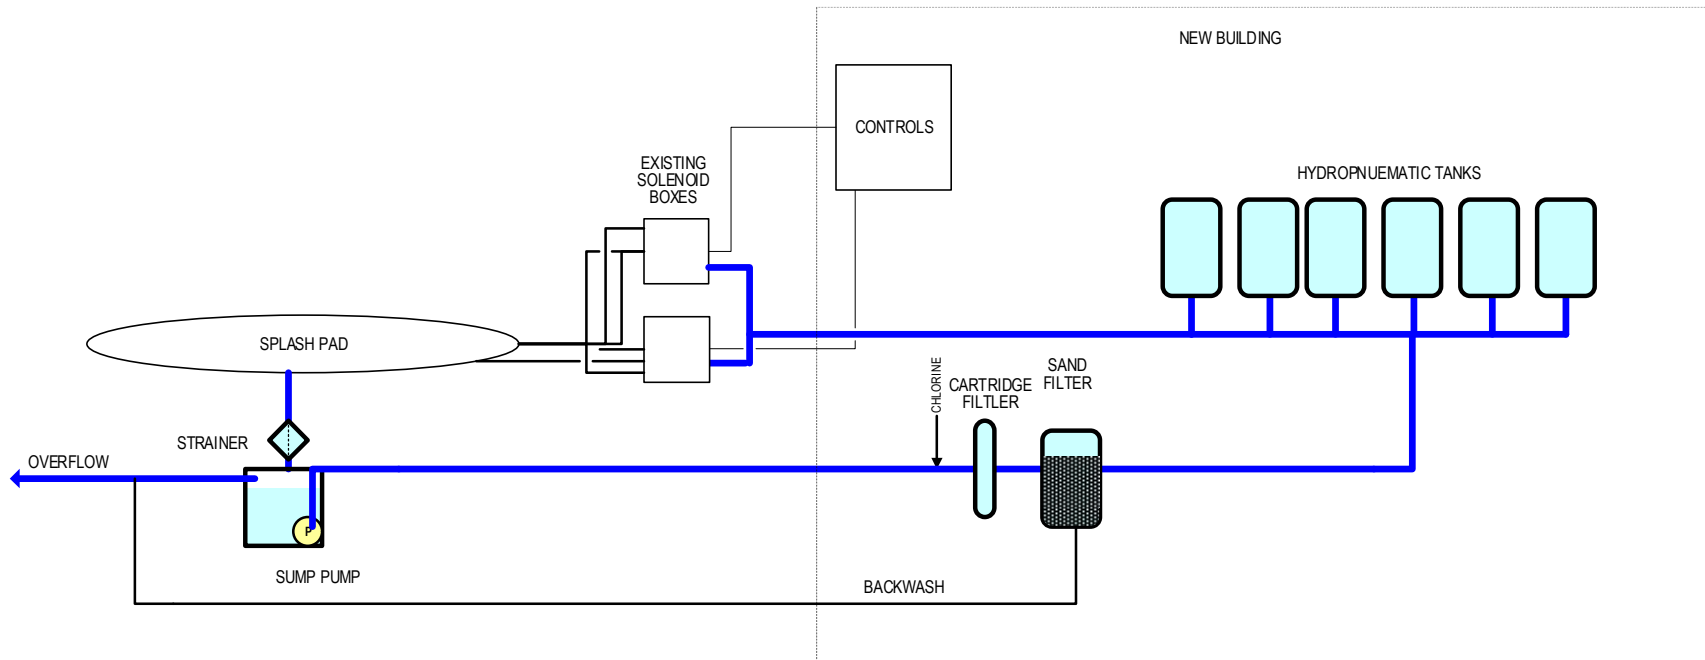 NEW BUILDING
CONTROLS
EXISTING
SOLENOID
BOXES
HYDROPNUEMATIC TANKS
SPLASH PAD
CHLORINE
CARTRIDGE
FILTLER
SAND
FILTER
STRAINER
OVERFLOW
P
SUMP PUMP
BACKWASH